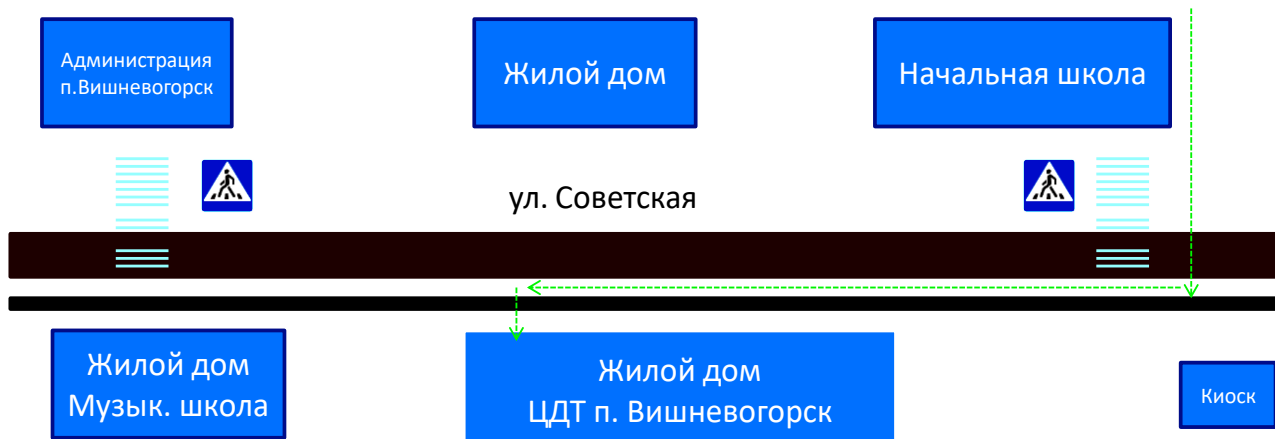 Администрация
п.Вишневогорск
Жилой дом
Начальная школа
ул. Советская
Жилой дом
Музык. школа
Жилой дом
ЦДТ п. Вишневогорск
Киоск